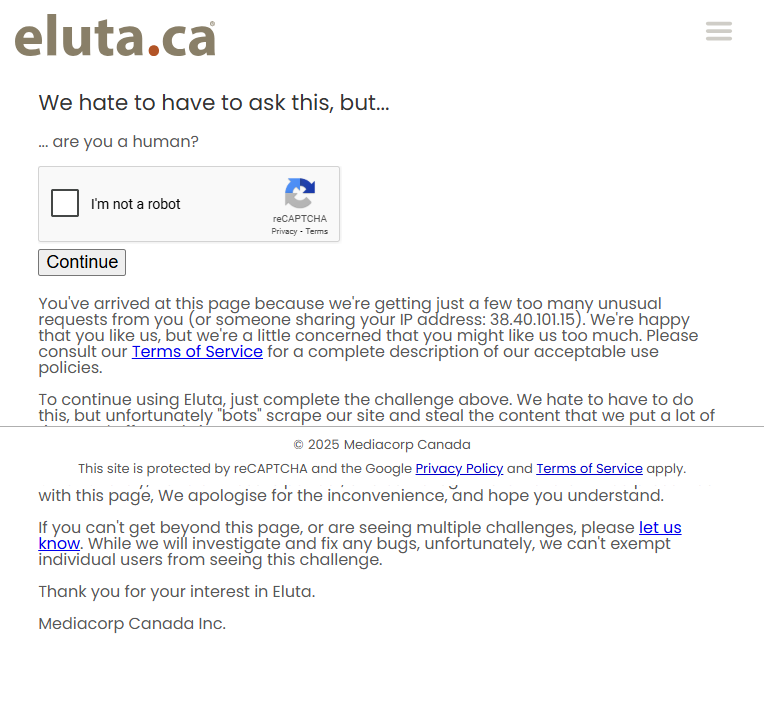 eluta.ca®
We hate to have to ask this, but...
... are you a human?
I'm not a robot
reCAPTCHA
Privacy - Terms
Continue
You've arrived at this page because we're getting just a few too many unusual
requests from you (or someone sharing your IP address: 38.40.101.15). We're happy
that you like us, but we're a little concerned that you might like us too much. Please
consult our Terms of Service for a complete description of our acceptable use
policies.
To continue using Eluta, just complete the challenge above. We hate to have to do
this, but unfortunately "bots" scrape our site and steal the content that we put a lot of
© 2025 Mediacorp Canada
This site is protected by reCAPTCHA and the Google Privacy Policy and Terms of Service apply.
with this page, We apologise for the inconvenience, and hope you understand.
If you can't get beyond this page, or are seeing multiple challenges, please let us
know. While we will investigate and fix any bugs, unfortunately, we can't exempt
individual users from seeing this challenge.
Thank you for your interest in Eluta.
Mediacorp Canada Inc.